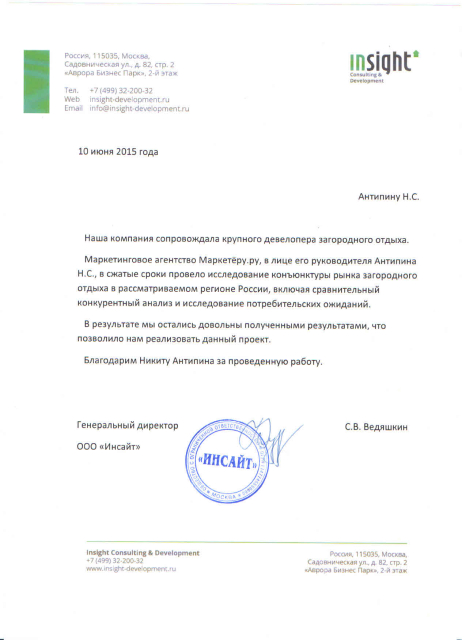 Россия, 115035, Москва,
Садовническая ул., д. 82, стр. 2
«Аврора Бизнес Парк», 2-й этаж
Тел. +7 (499) 32-200-32
Web insight-development.ru
Email info@insight-development.ru
insight
Consulting &
Development
10 июня 2015 года
Антипину Н.С.
Наша компания сопровождала крупного девелопера загородного отдыха.
Маркетинговое агентство Маркетёру.ру, в лице его руководителя Антипина
Н.С., в сжатые сроки провело исследование конъюнктуры рынка загородного
отдыха в рассматриваемом регионе России, включая сравнительный
конкурентный анализ и исследование потребительских ожиданий.
В результате мы остались довольны полученными результатами, что
позволило нам реализовать данный проект.
Благодарим Никиту Антипина за проведенную работу.
Генеральный директор
С.В. Ведяшкин
ООО «Инсайт»
«ИНСАЙТ»
МОСКВА
Insight Consulting & Development
+7 (499) 32-200-32
www.insight-development.ru
Россия, 115035, Москва,
Садовническая ул., д. 82, стр. 2
«Аврора Бизнес Парк», 2-й этаж